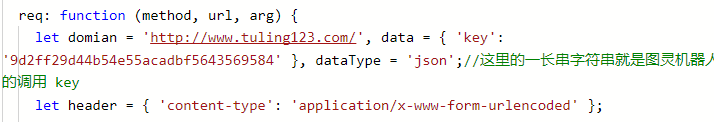 req: function (method, url, arg) {
let domian = 'http://www.tuling123.com/', data = { 'key':
'9d2ff29d44b54e55acadbf5643569584' }, dataType = 'json';//这里的一长串字符串就是图灵机器人
的调用 key
let header = { 'content-type': 'application/x-www-form-urlencoded' };